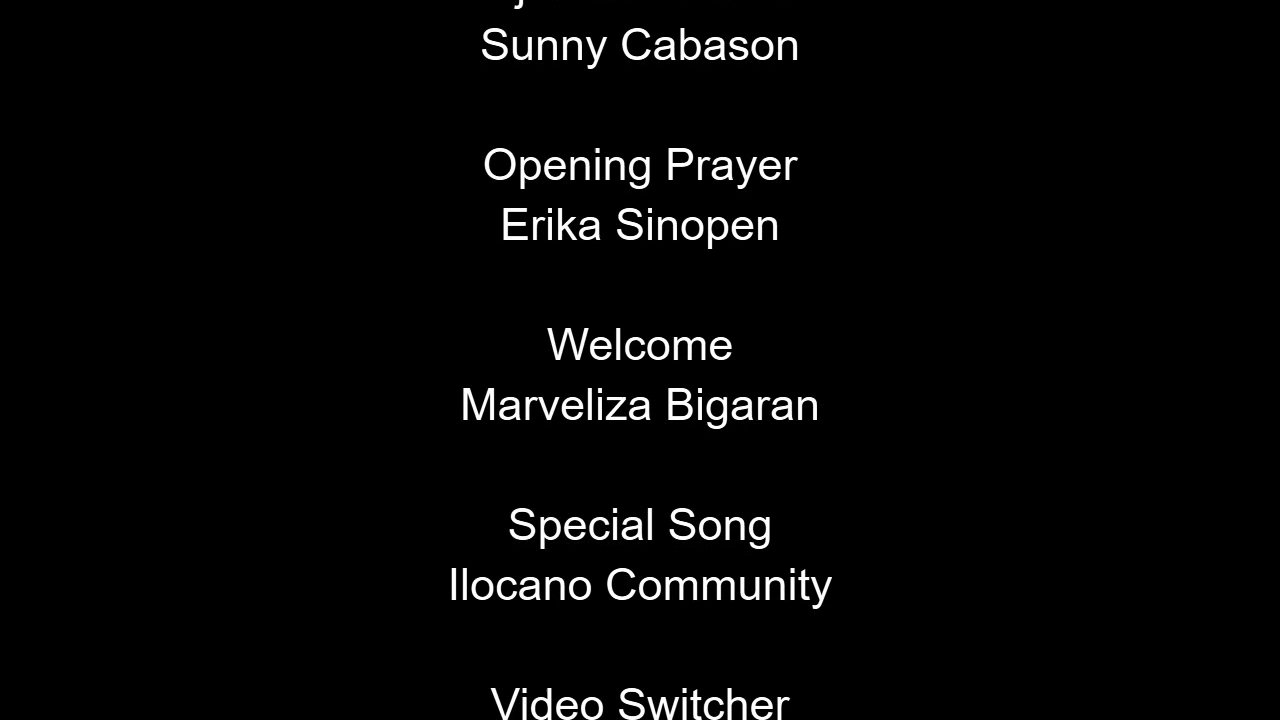 Sunny Cabason
Opening Prayer
Erika Sinopen
Welcome
Marveliza Bigaran
Special Song
Ilocano Community
Video Switcher